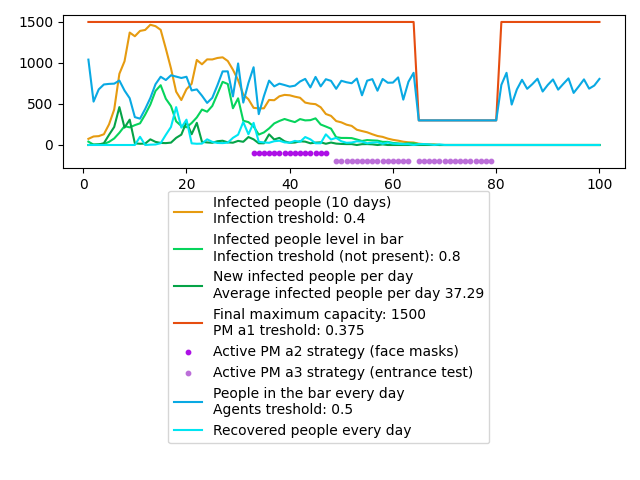 1500
1000
500
0
0 20 40 60 80 100
Infected people (10 days)
Infection treshold: 0.4
Infected people level in bar
Infection treshold (not present): 0.8
New infected people per day
Average infected people per day 37.29
Final maximum capacity: 1500
PM a1 treshold: 0.375
Active PM a2 strategy (face masks)
Active PM a3 strategy (entrance test)
People in the bar every day
Agents treshold: 0.5
Recovered people every day